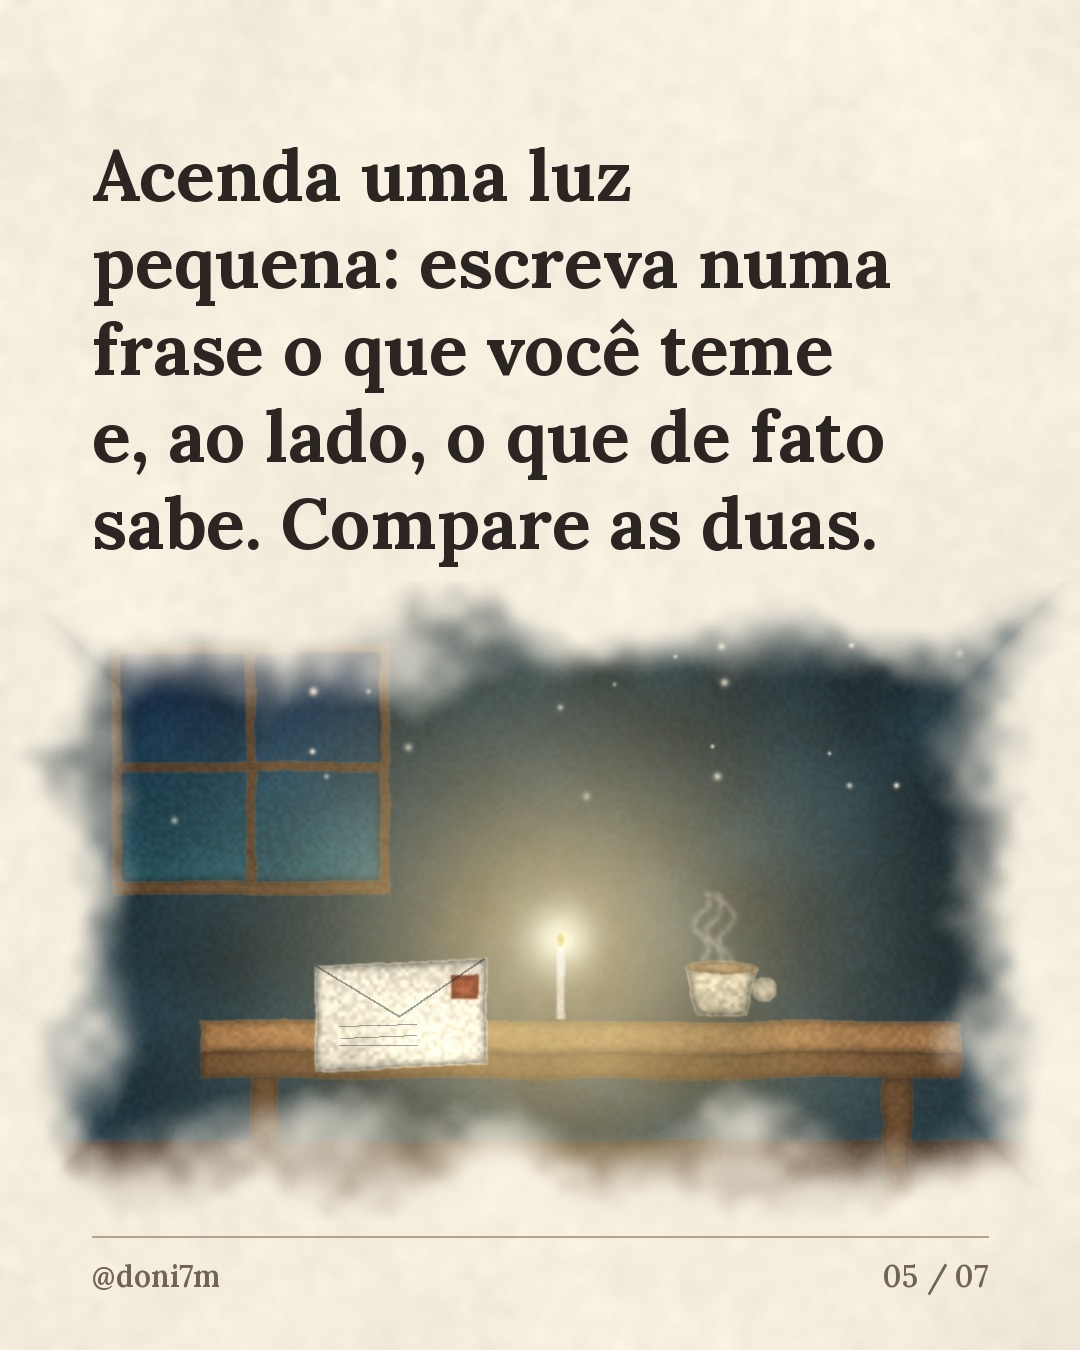 Acenda uma luz
pequena: escreva numa
frase o que você teme
e, ao lado, o que de fato
sabe. Compare as duas.
@doni7m
05 / 07